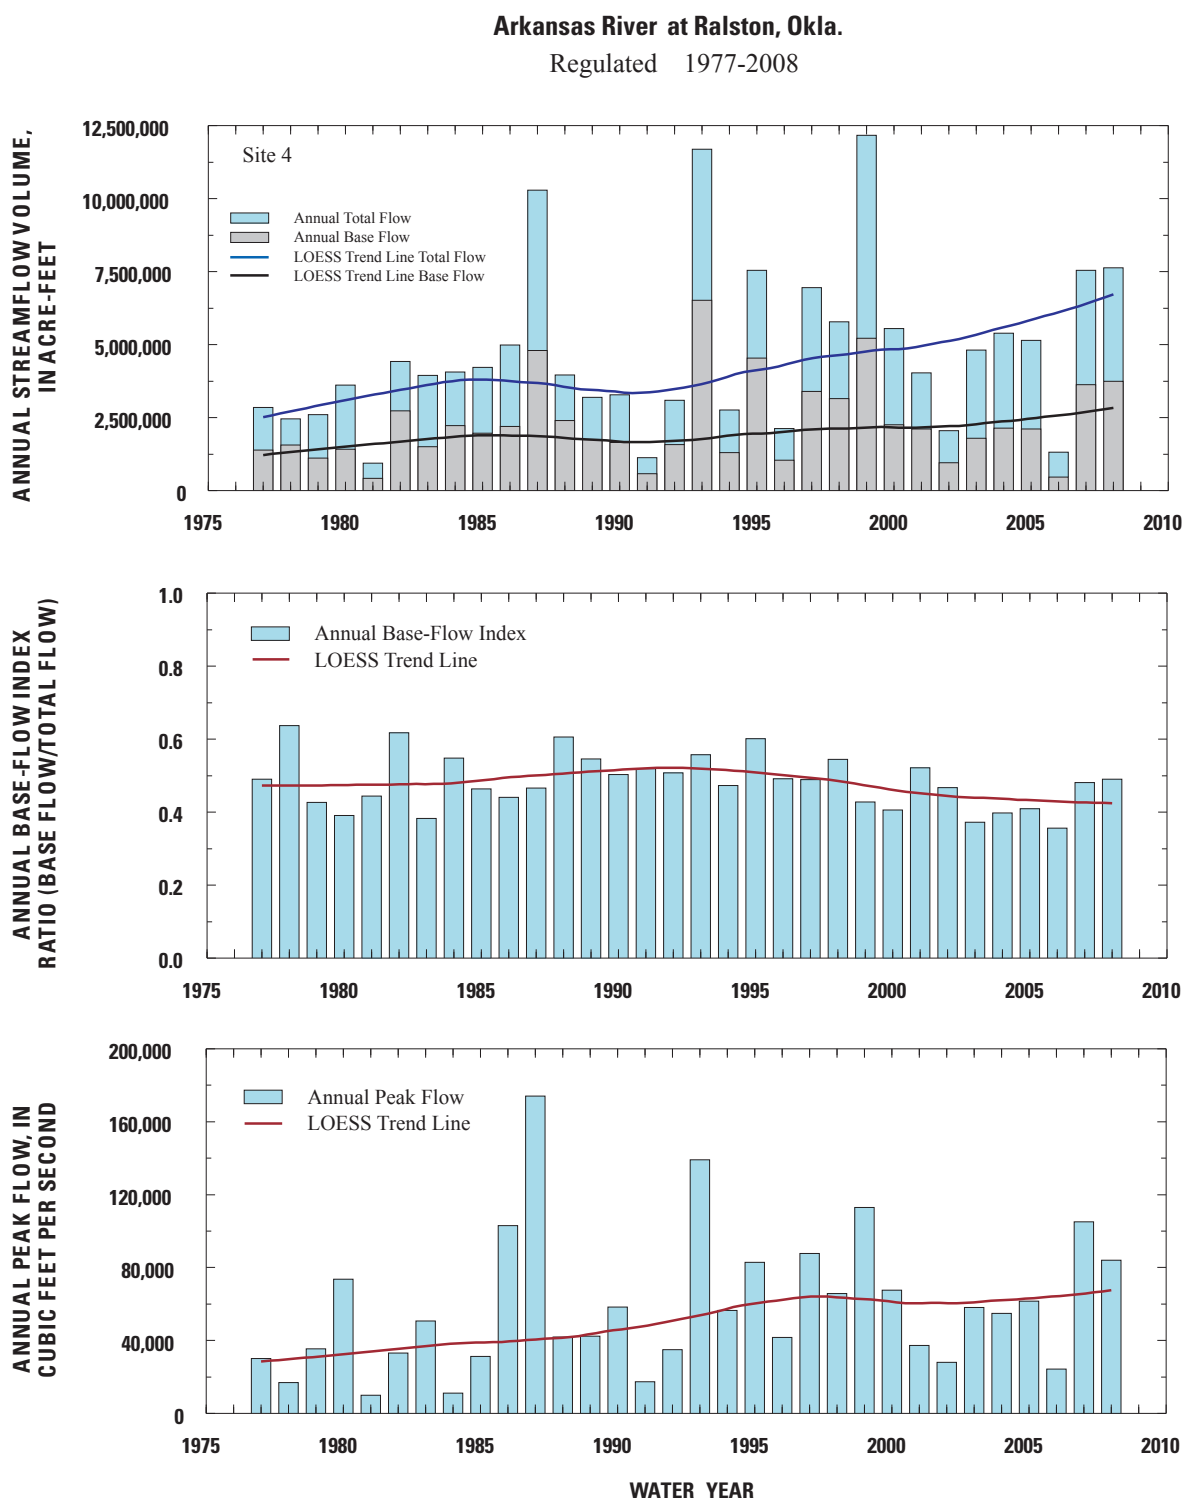 Arkansas River at Ralston, Okla.
Regulated 1977-2008
ANNUAL STREAMFLOW VOLUME,
IN ACRE-FEET
12,500,000
10,000,000
7,500,000
5,000,000
2,500,000
0
Site 4
Annual Total Flow
Annual Base Flow
LOESS Trend Line Total Flow
LOESS Trend Line Base Flow
1975 1980 1985 1990 1995 2000 2005 2010
ANNUAL BASE-FLOW INDEX
RATIO (BASE FLOW/TOTAL FLOW)
1.0
0.8
0.6
0.4
0.2
0.0
Annual Base-Flow Index
LOESS Trend Line
1975 1980 1985 1990 1995 2000 2005 2010
ANNUAL PEAK FLOW, IN
CUBIC FEET PER SECOND
200,000
160,000
120,000
80,000
40,000
0
Annual Peak Flow
LOESS Trend Line
1975 1980 1985 1990 1995 2000 2005 2010
WATER YEAR